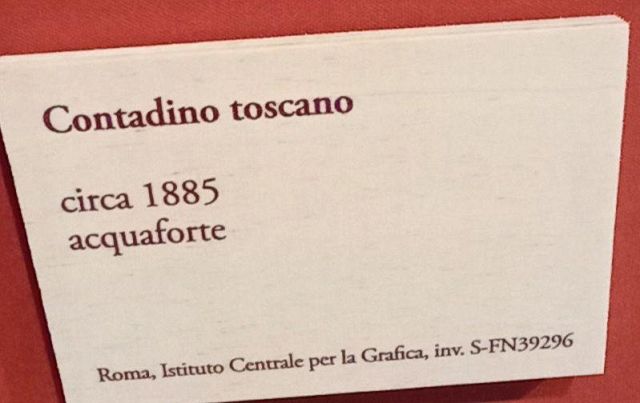 Contadino toscano
circa 1885
acquaforte
Roma, Istituto Centrale per la Grafica, inv. S-FN39296